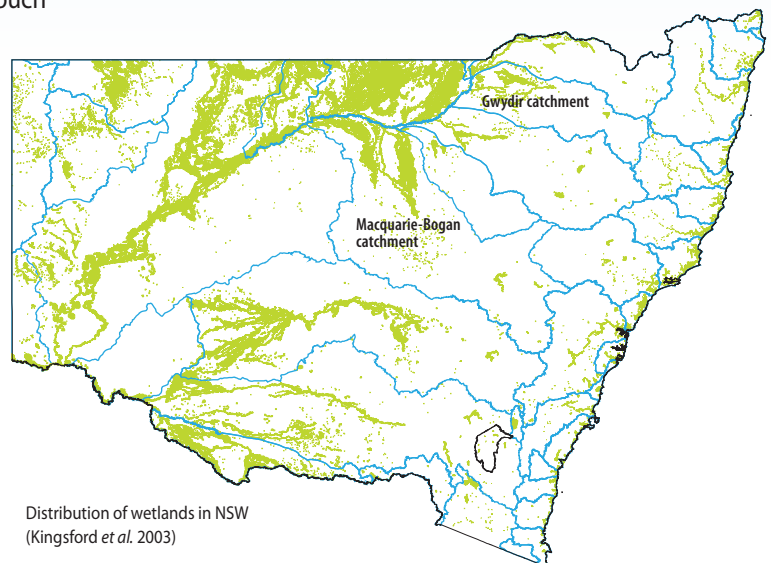 Gwydir catchment
Macquarie-Bogan
catchment
Distribution of wetlands in NSW
(Kingsford et al. 2003)